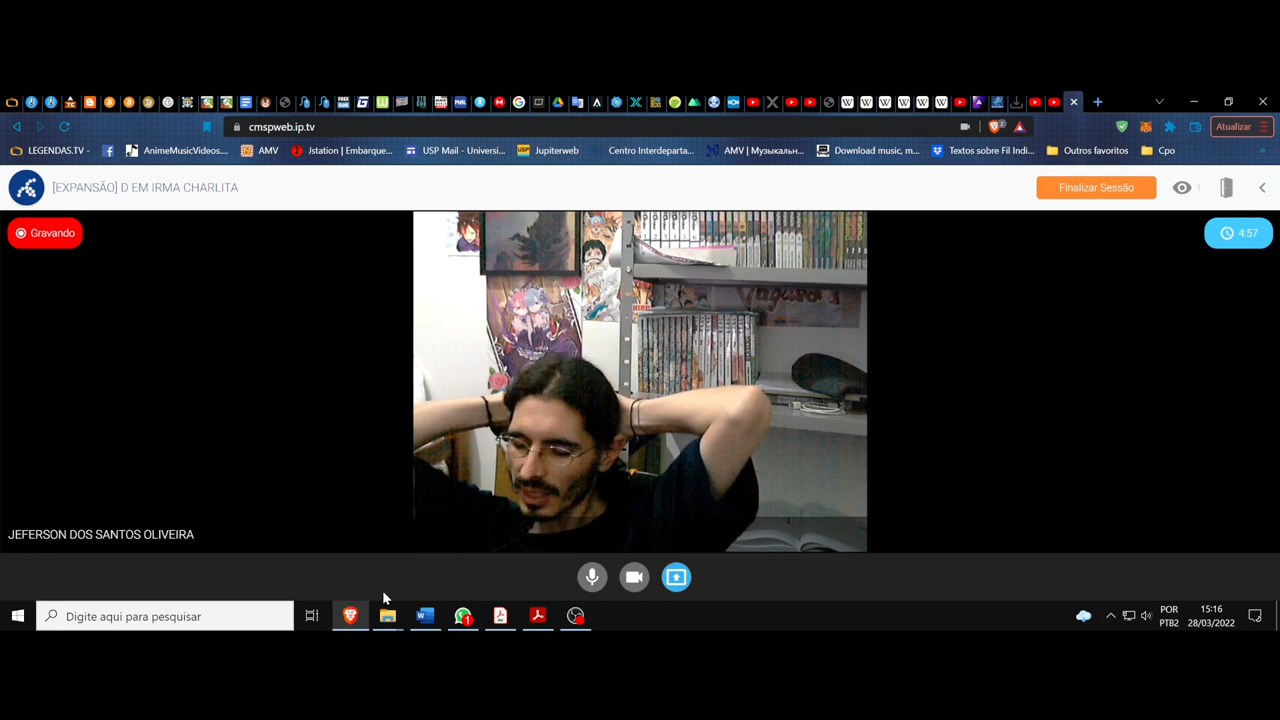 cmspweb.ip.tv
Atualizar
LEGENDAS.TV -
AnimeMusicVideos....
AMV
Jstation | Embarque...
USP Mail - Universi...
Jupiterweb
Centro Interdeparta...
AMV | Музыкальн...
Download music, m...
Textos sobre Fil Indi...
Outros favoritos
Cpo
[EXPANSÃO] D EM IRMA CHARLITA
Finalizar Sessão
1
Gravando
4:57
JEFERSON DOS SANTOS OLIVEIRA
Digite aqui para pesquisar
1
POR
PTB2
15:16
28/03/2022